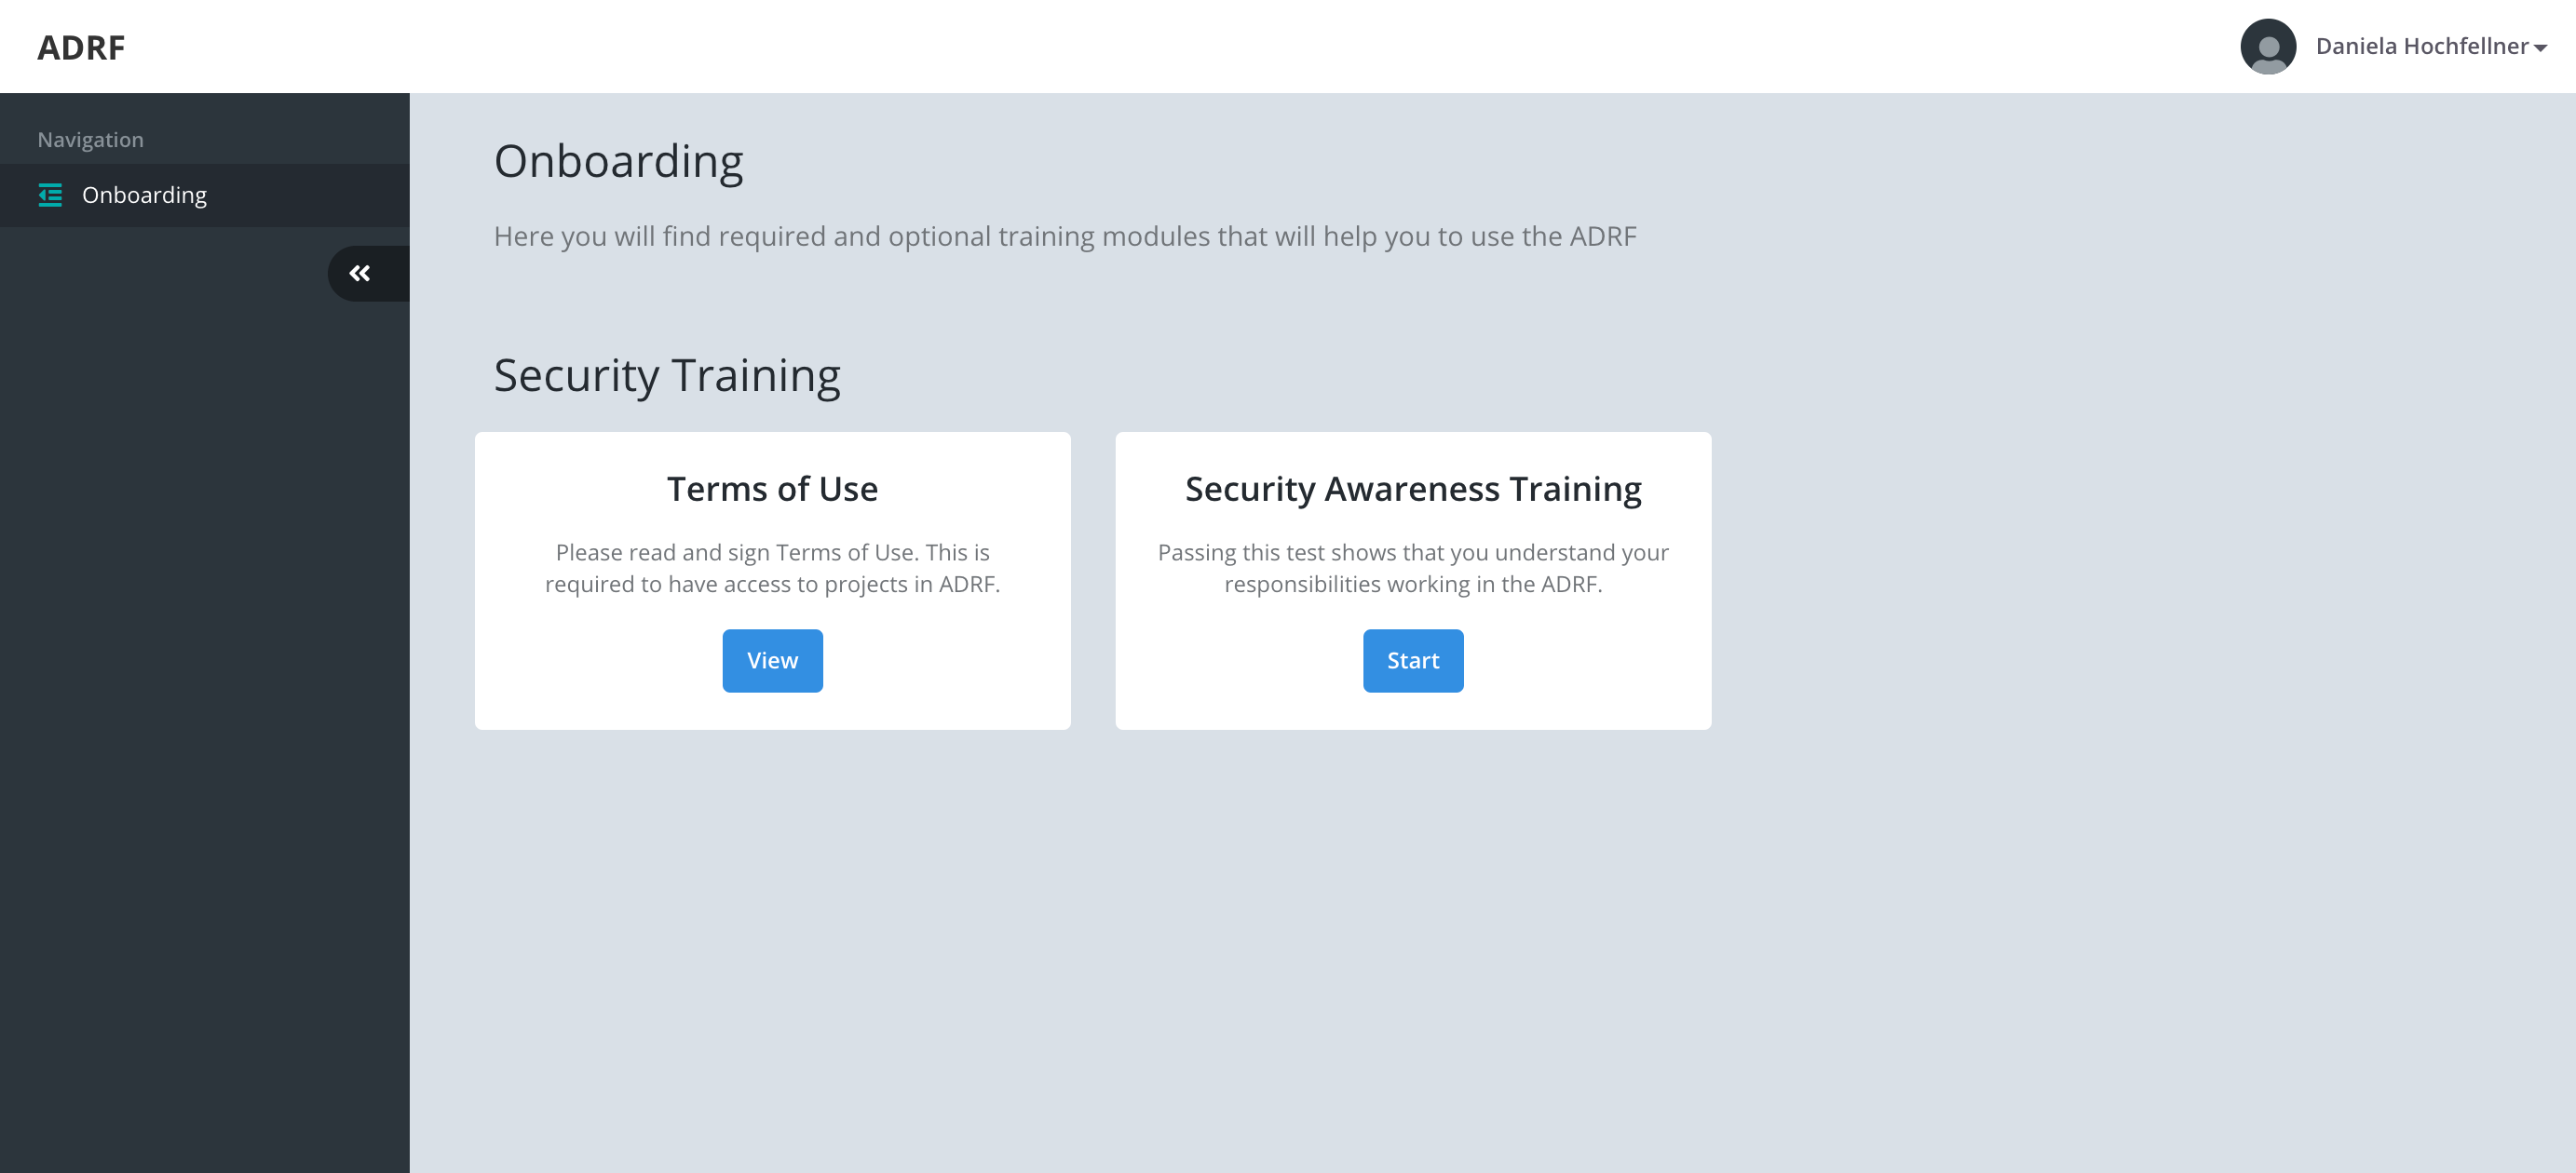 ADRF
Daniela Hochfellner
Navigation
Onboarding
Onboarding
Here you will find required and optional training modules that will help you to use the ADRF
Security Training
Terms of Use
Please read and sign Terms of Use. This is
required to have access to projects in ADRF.
View
Security Awareness Training
Passing this test shows that you understand your
responsibilities working in the ADRF.
Start